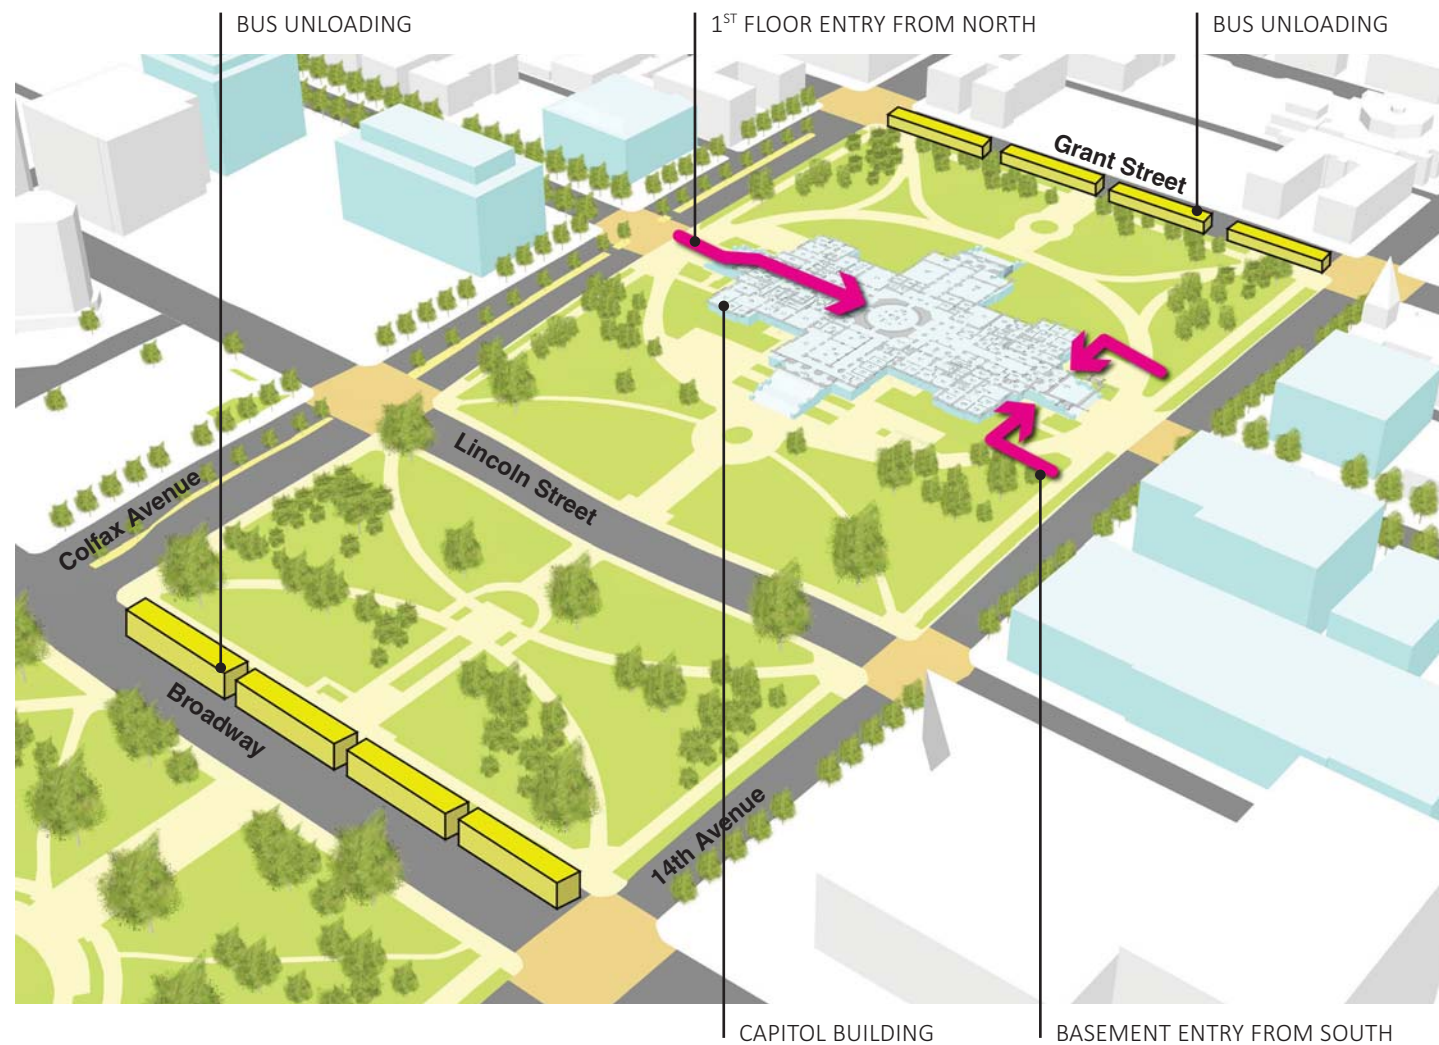 BUS UNLOADING
1ST FLOOR ENTRY FROM NORTH
BUS UNLOADING
Grant Street
Lincoln Street
Colfax Avenue
Broadway
14th Avenue
CAPITOL BUILDING
BASEMENT ENTRY FROM SOUTH